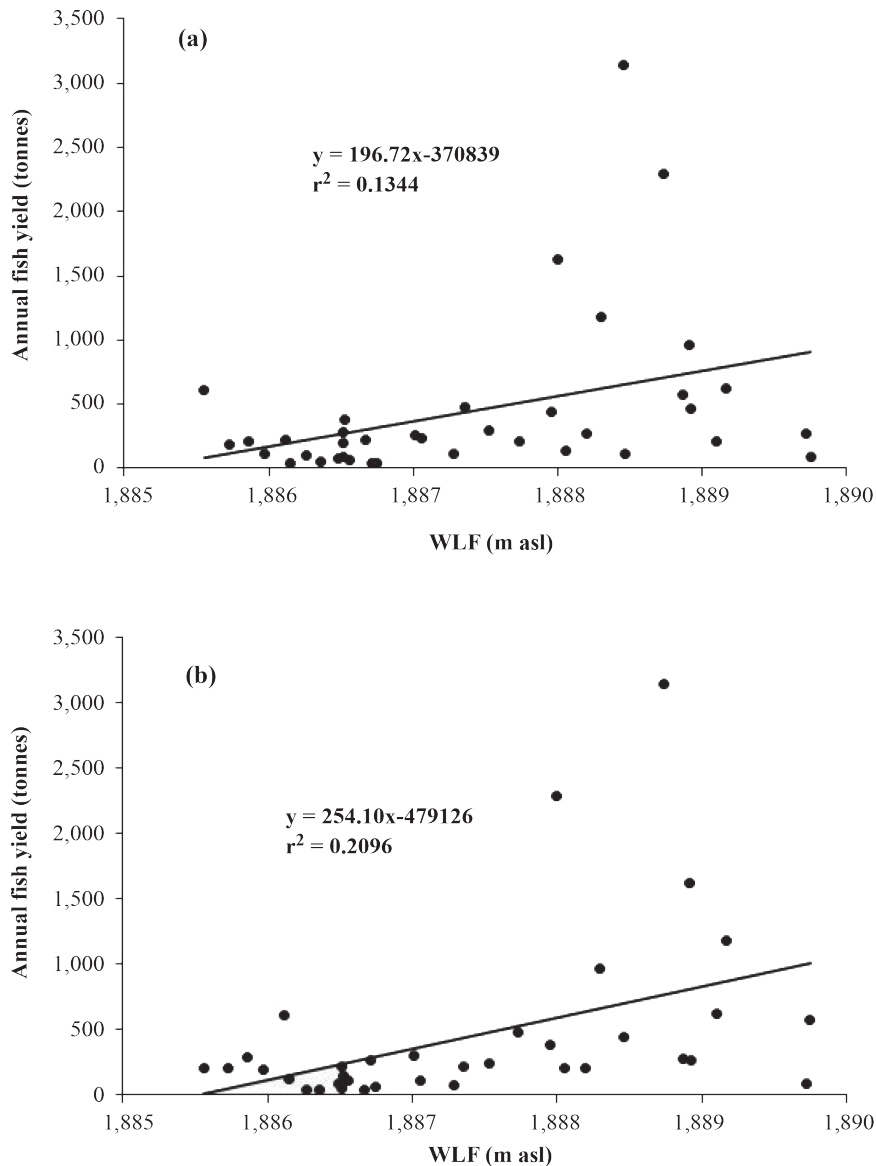 (a)
Annual fish yield (tonnes)
3,500
3,000
2,500
2,000
1,500
1,000
500
0
y = 196.72x-370839
r² = 0.1344
1,885 1,886 1,887 1,888 1,889 1,890
WLF (m asl)
(b)
Annual fish yield (tonnes)
3,500
3,000
2,500
2,000
1,500
1,000
500
0
y = 254.10x-479126
r² = 0.2096
1,885 1,886 1,887 1,888 1,889 1,890
WLF (m asl)